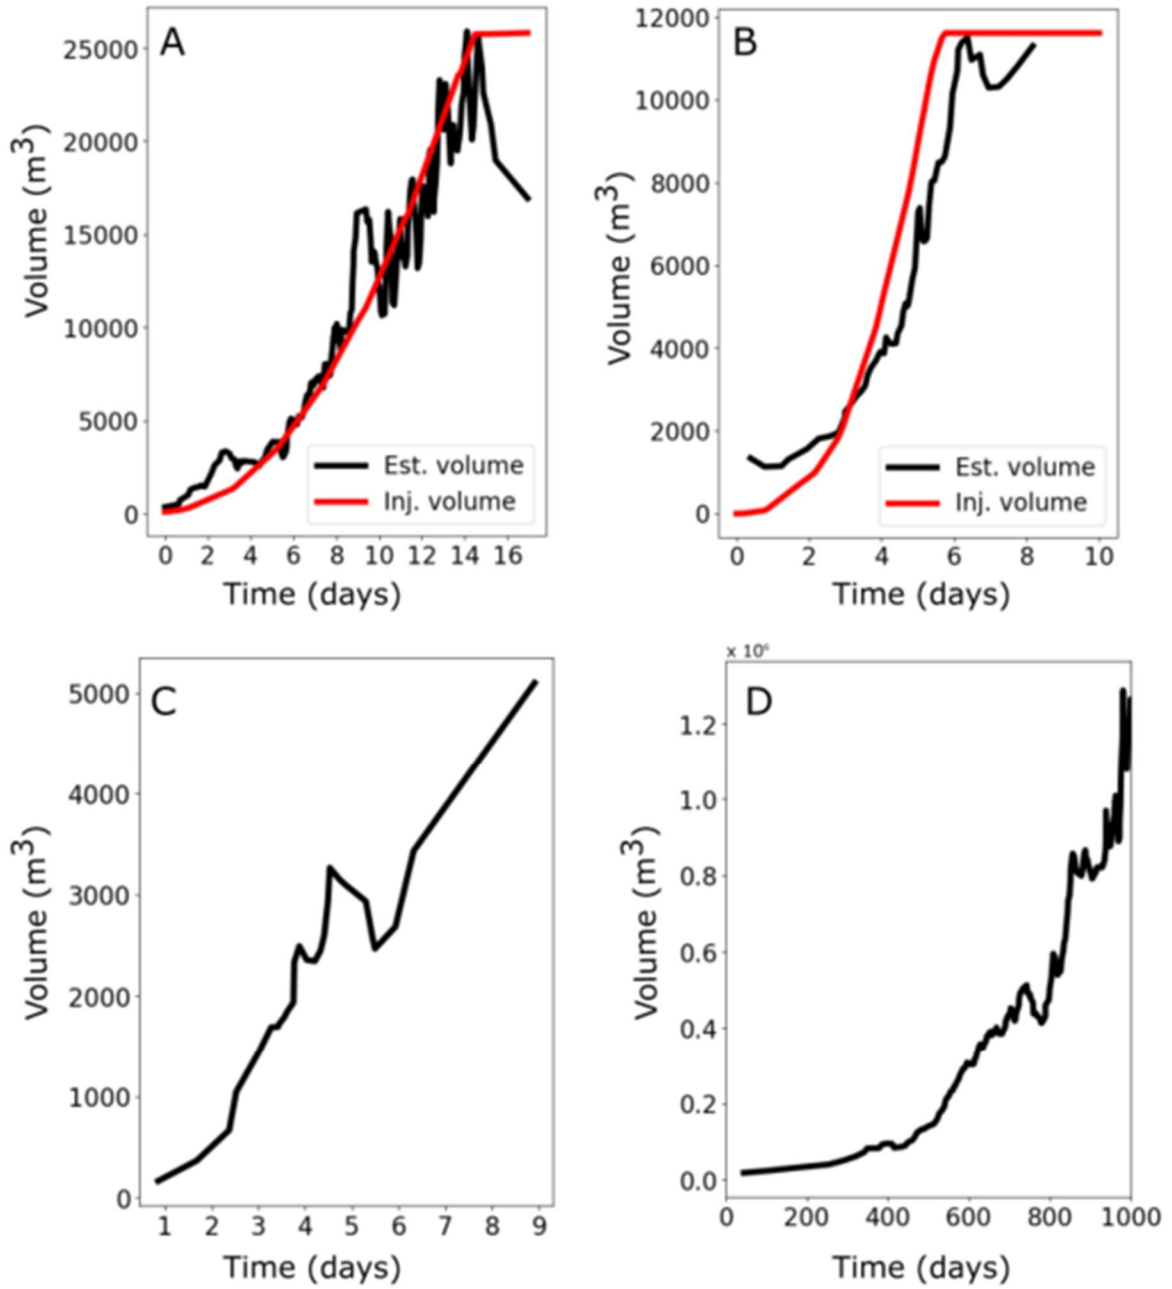 A
Volume (m³)
25000
20000
15000
10000
5000
0
Est. volume
Inj. volume
0 2 4 6 8 10 12 14 16
Time (days)
B
Volume (m³)
12000
10000
8000
6000
4000
2000
0
Est. volume
Inj. volume
0 2 4 6 8 10
Time (days)
C
Volume (m³)
5000
4000
3000
2000
1000
0
1 2 3 4 5 6 7 8 9
Time (days)
x 10⁶
D
Volume (m³)
1.2
1.0
0.8
0.6
0.4
0.2
0.0
0 200 400 600 800 1000
Time (days)